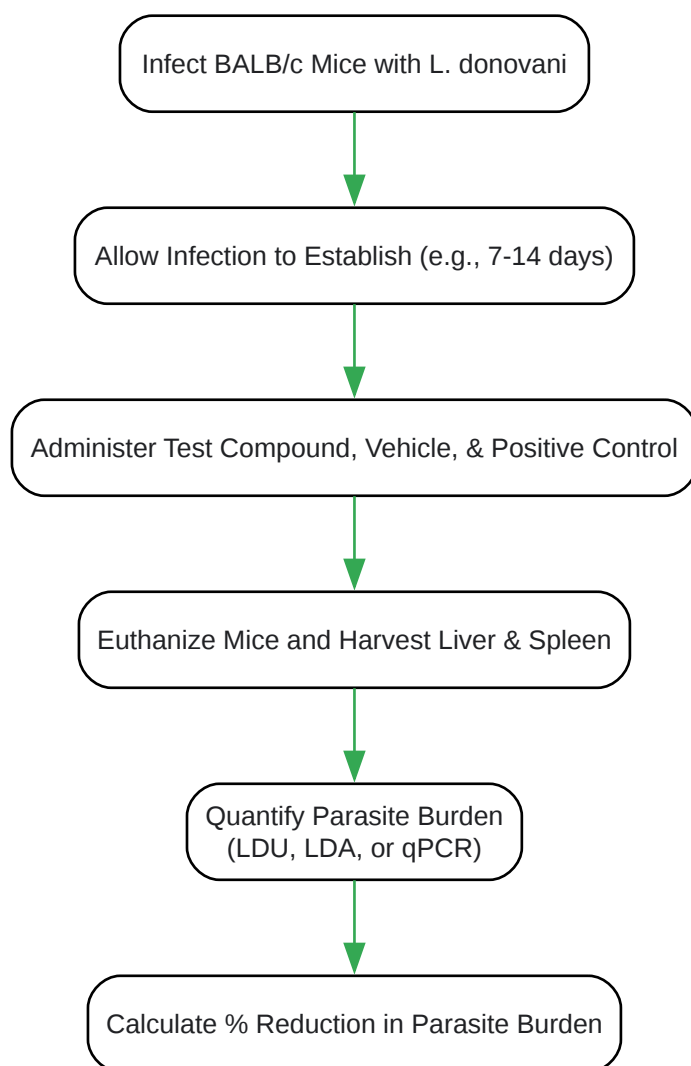 Infect BALB/c Mice with L. donovani
Allow Infection to Establish (e.g., 7-14 days)
Administer Test Compound, Vehicle, & Positive Control
Euthanize Mice and Harvest Liver & Spleen
Quantify Parasite Burden
(LDU, LDA, or qPCR)
Calculate % Reduction in Parasite Burden